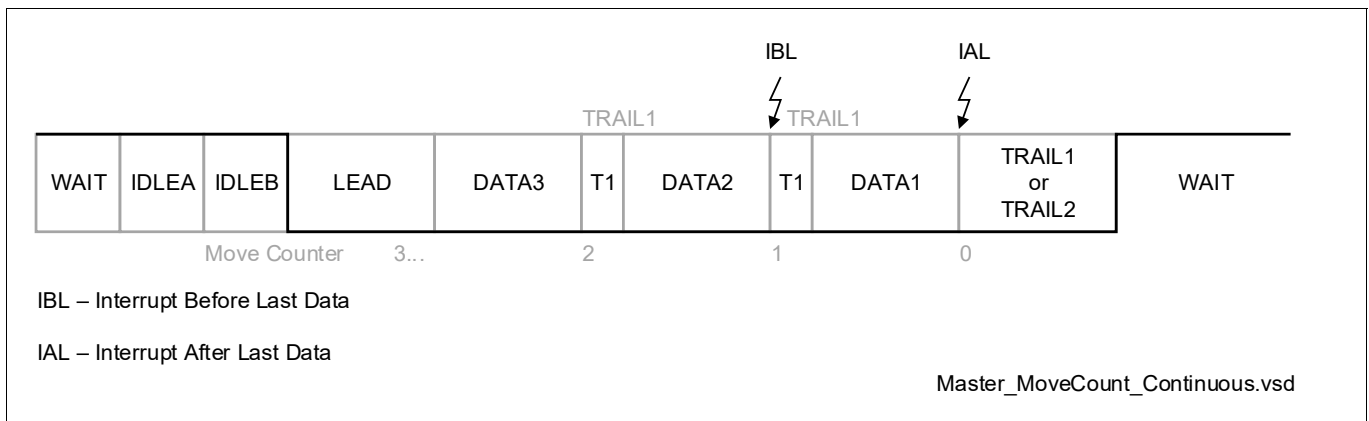 IBL IAL
TRAIL1 TRAIL1
WAIT IDLEA IDLEB LEAD DATA3 T1 DATA2 T1 DATA1 TRAIL1 or TRAIL2 WAIT
Move Counter 3... 2 1 0
IBL – Interrupt Before Last Data
IAL – Interrupt After Last Data
Master_MoveCount_Continuous.vsd